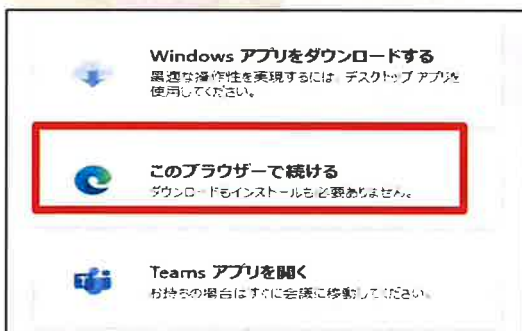 Windows アプリをダウンロードする
最適な操作性を実現するには、デスクトップ アプリを
使用してください。
このブラウザーで続ける
ダウンロードもインストールも必要ありません。
Teams アプリを開く
お持ちの場合はすぐに会議に移動してください。